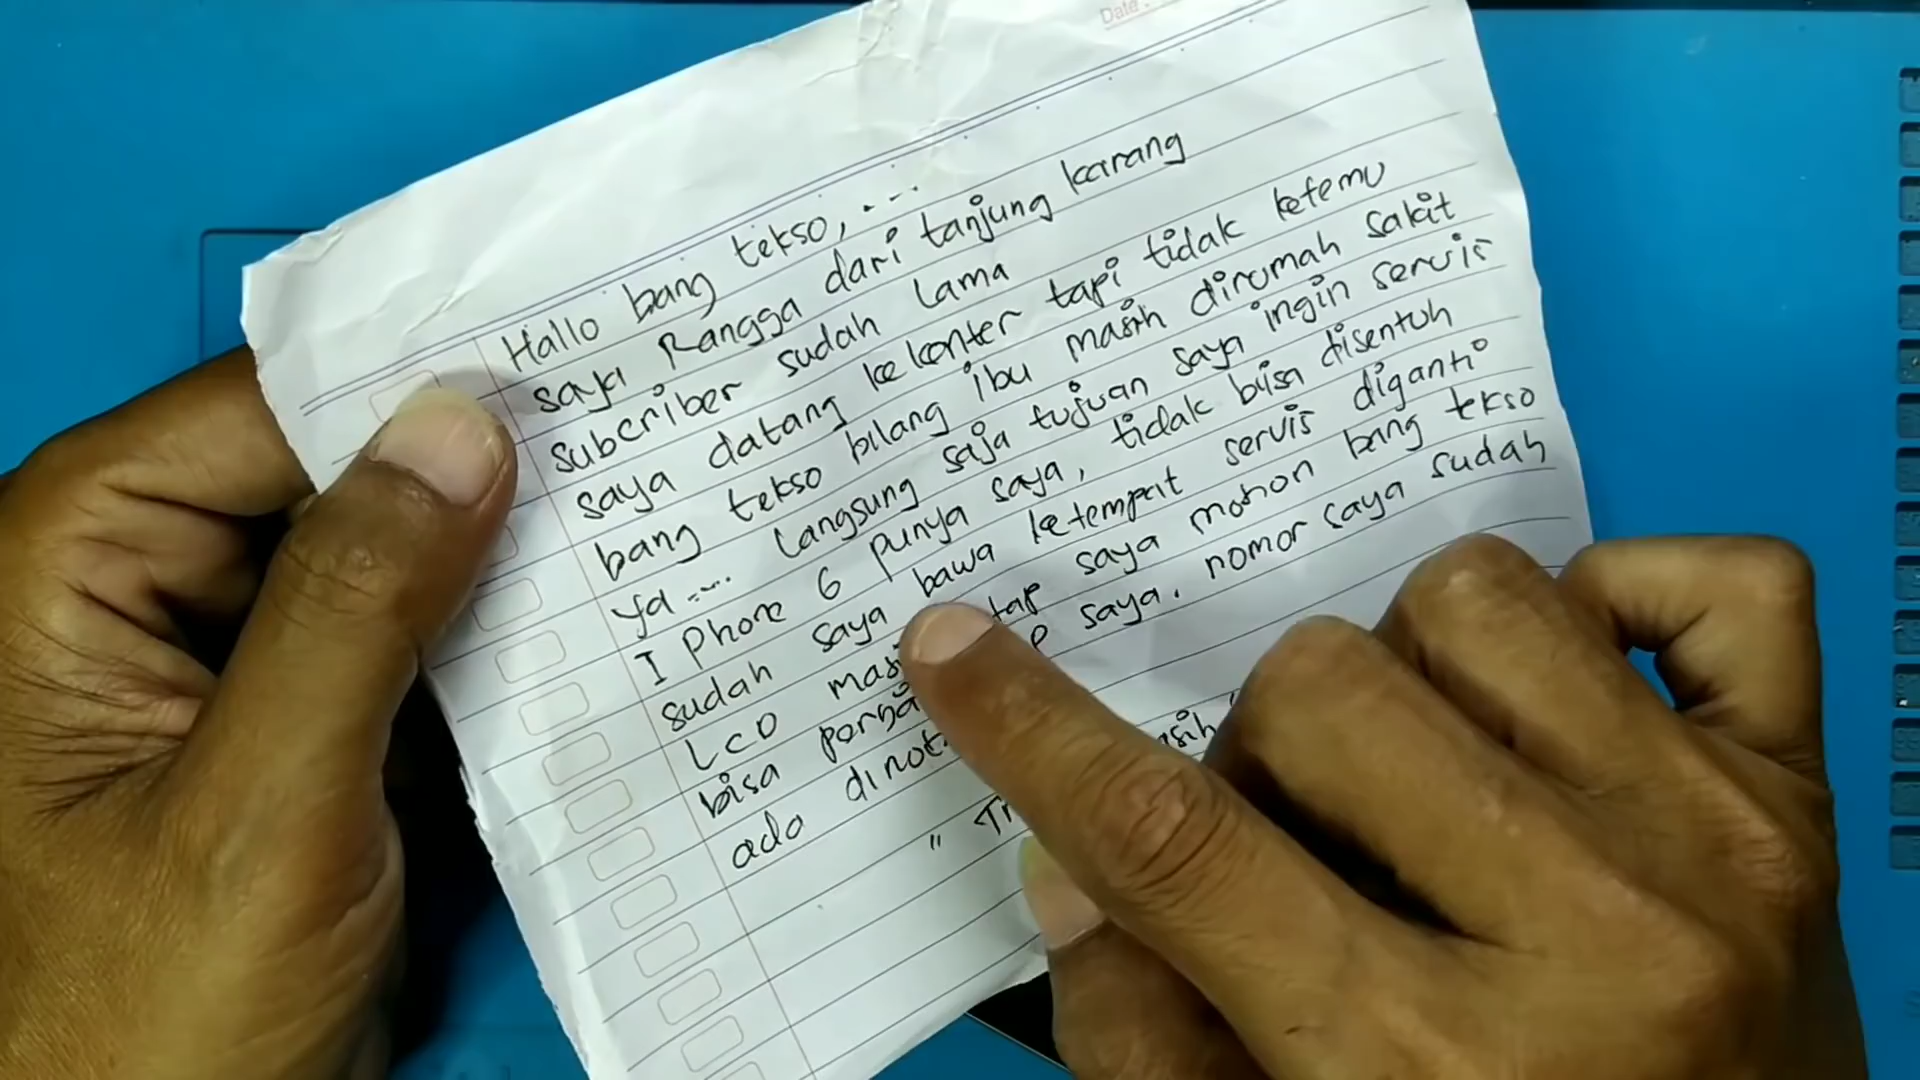 Date :
Hallo bang tekso, ....
saya Rangga dari tanjung karang
subcriber sudah lama
saya datang ke konter tapi tidak ketemu
bang tekso bilang ibu masih dirumah sakit
ya .... langsung saja tujuan saya ingin servis
I Phone 6 punya saya, tidak bisa disentuh
sudah saya bawa ketempat servis diganti
LCD saya mohon bang tekso
bisa saya. nomor saya sudah
ada
"